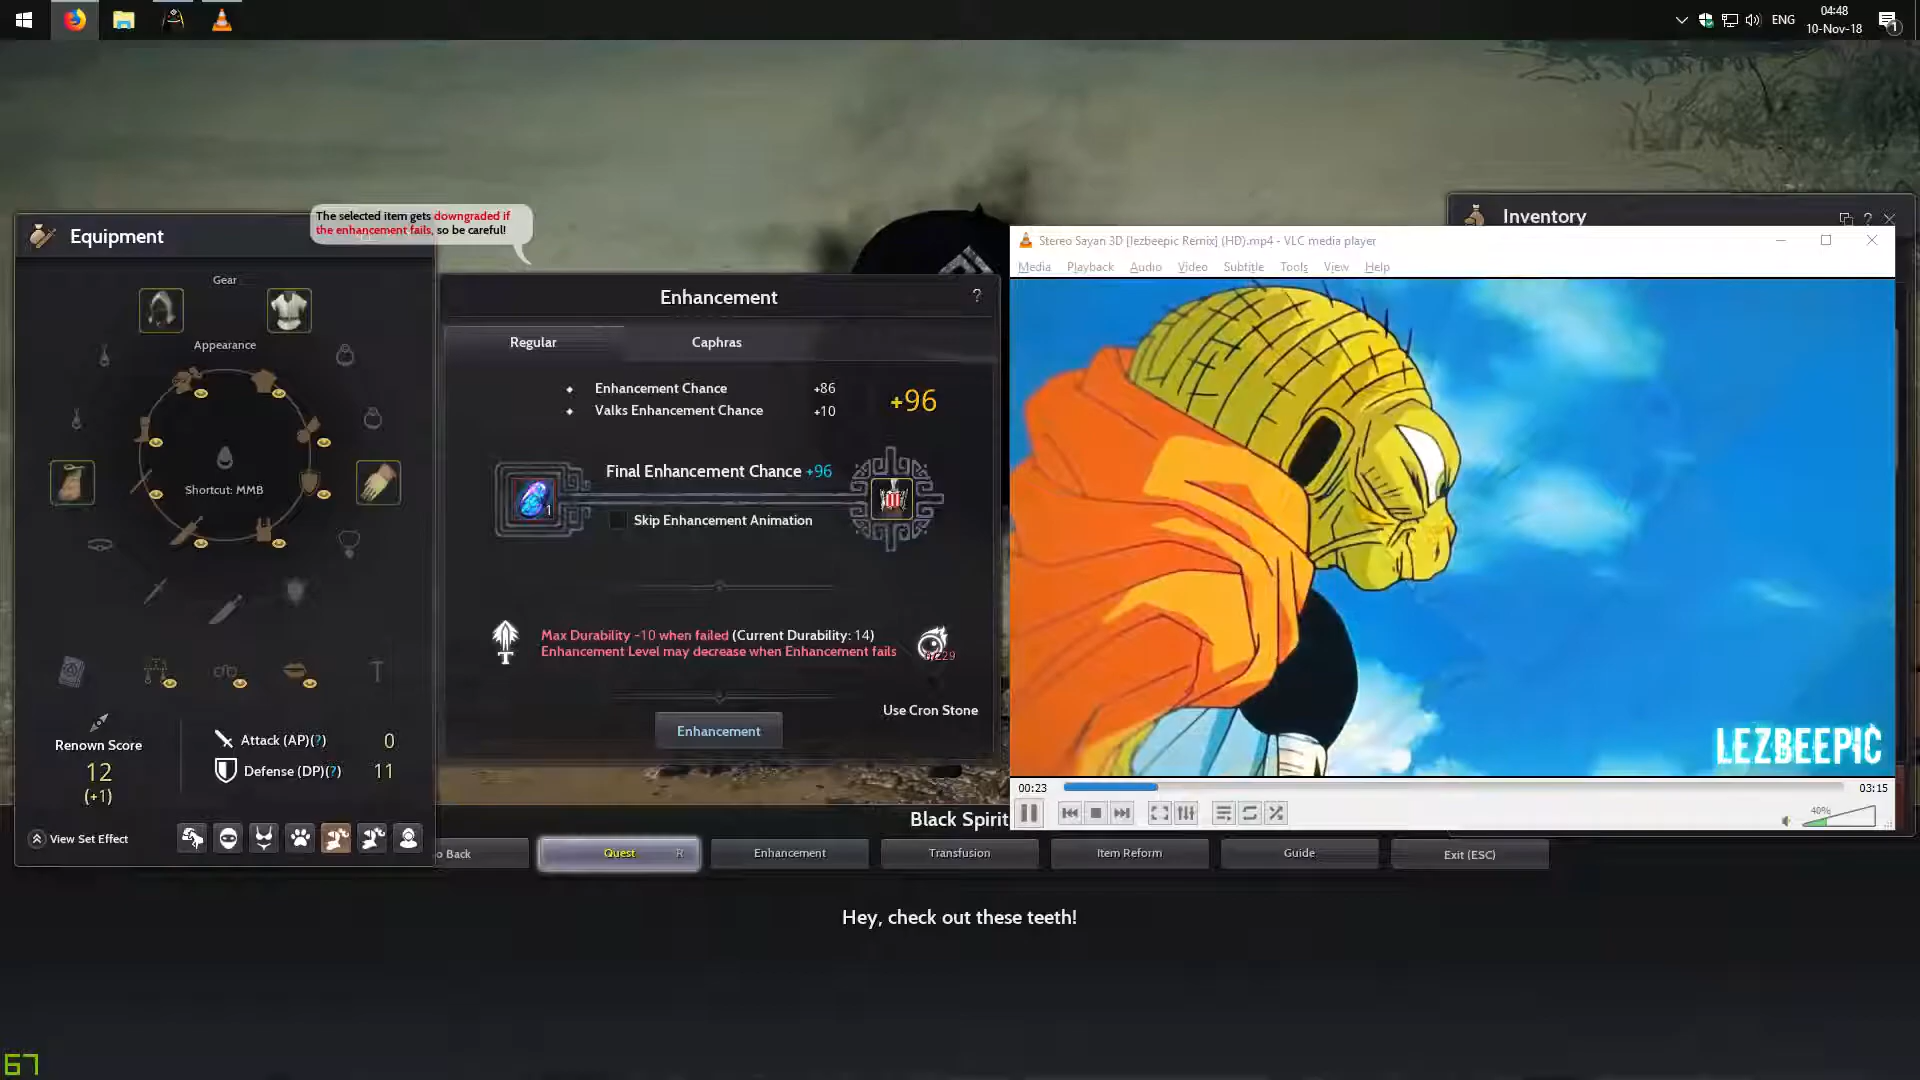 ENG
04:48
10-Nov-18
1
The selected item gets downgraded if
the enhancement fails, so be careful!
Equipment
Gear
Appearance
Shortcut: MMB
Renown Score
12
(+1)
Attack (AP)(?)
0
Defense (DP)(?)
11
View Set Effect
Enhancement
?
Regular
Caphras
Enhancement Chance
+86
Valks Enhancement Chance
+10
+96
Final Enhancement Chance +96
1
Skip Enhancement Animation
Max Durability -10 when failed (Current Durability: 14)
Enhancement Level may decrease when Enhancement fails
Use Cron Stone
Enhancement
Inventory
?
Stereo Sayan 3D [lezbeepic Remix] (HD).mp4 - VLC media player
Media
Playback
Audio
Video
Subtitle
Tools
View
Help
LEZBEEPIC
00:23
03:15
40%
Black Spirit
o Back
Quest
R
Enhancement
Transfusion
Item Reform
Guide
Exit (ESC)
Hey, check out these teeth!
67